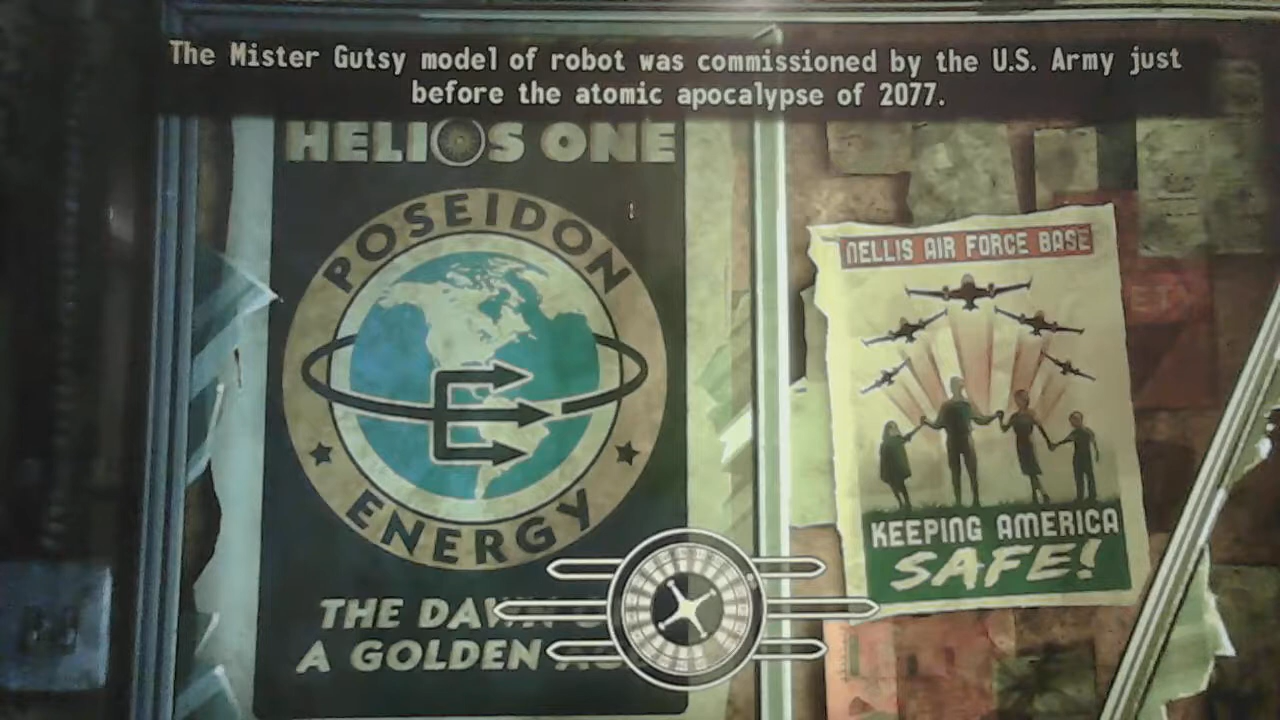 The Mister Gutsy model of robot was commissioned by the U.S. Army just
before the atomic apocalypse of 2077.
HELIOS ONE
POSEIDON
ENERGY
THE DAWN
A GOLDEN
NELLIS AIR FORCE BASE
KEEPING AMERICA
SAFE!